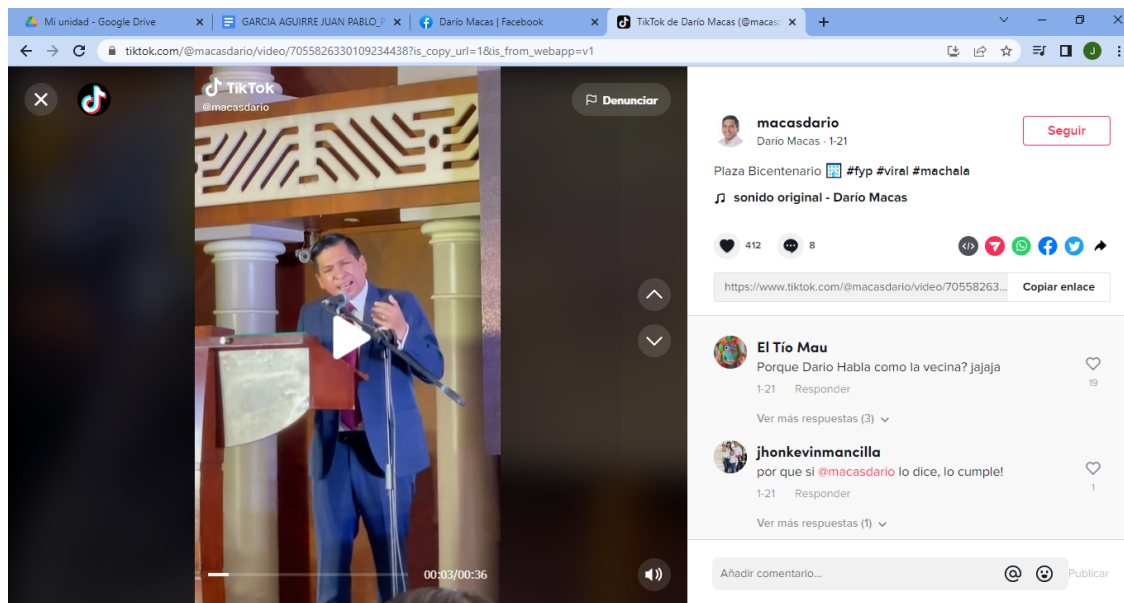 Mi unidad - Google Drive
GARCIA AGUIRRE JUAN PABLO_P
Darío Macas | Facebook
TikTok de Darío Macas (@macasd
tiktok.com/@macasdario/video/7055826330109234438?is_copy_url=1&is_from_webapp=v1
J
TikTok
@macasdario
Denunciar
00:03/00:36
macasdario
Darío Macas · 1-21
Seguir
Plaza Bicentenario #fyp #viral #machala
sonido original - Darío Macas
412
8
https://www.tiktok.com/@macasdario/video/70558263...
Copiar enlace
El Tío Mau
Porque Dario Habla como la vecina? jajaja
1-21 Responder
19
Ver más respuestas (3)
jhonkevinmancilla
por que si @macasdario lo dice, lo cumple!
1-21 Responder
1
Ver más respuestas (1)
Añadir comentario...
Publicar